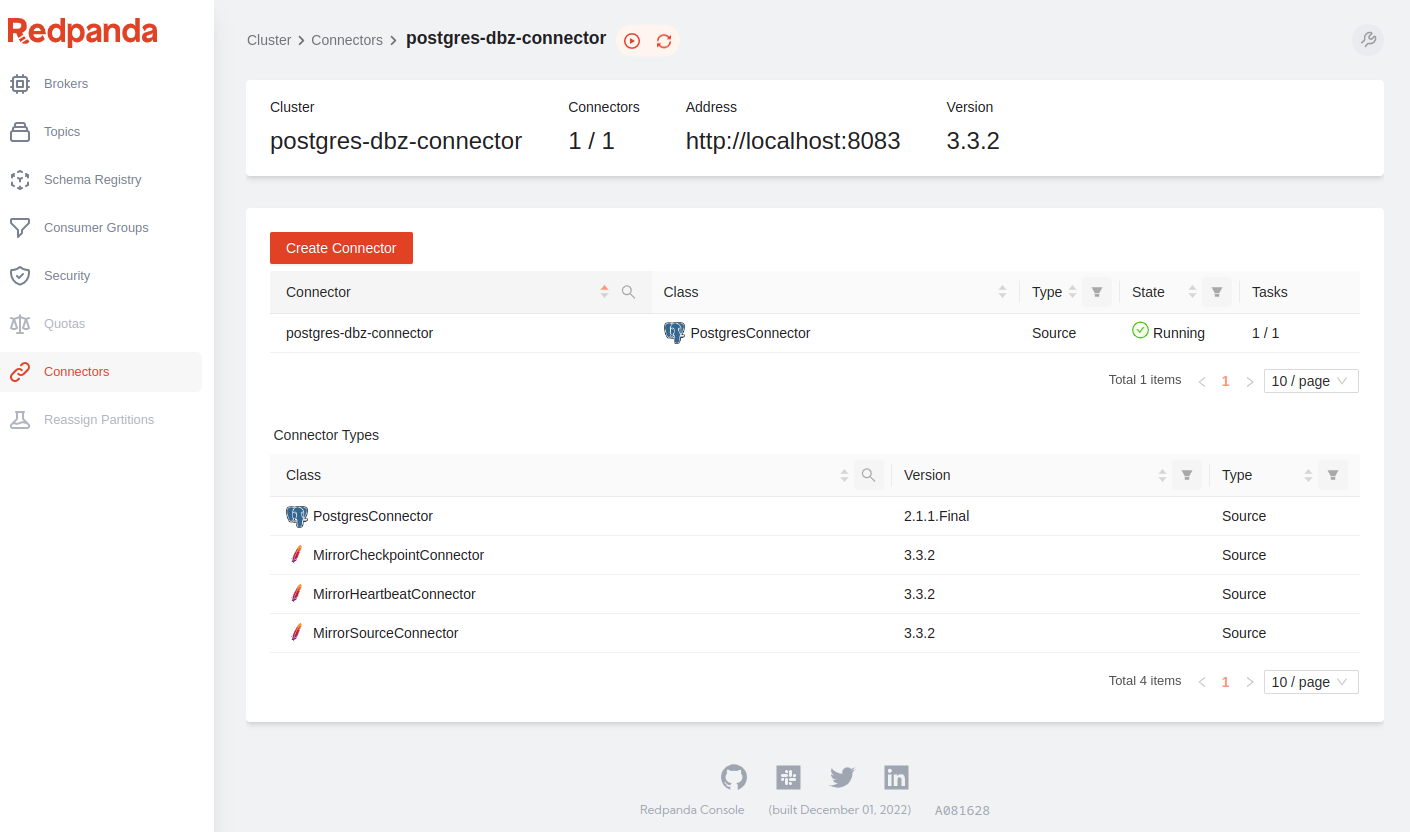 Redpanda
Brokers
Topics
Schema Registry
Consumer Groups
Security
Quotas
Connectors
Reassign Partitions
Cluster > Connectors > postgres-dbz-connector
Cluster Connectors Address Version
postgres-dbz-connector 1 / 1 http://localhost:8083 3.3.2
Create Connector
Connector Class Type State Tasks
postgres-dbz-connector PostgresConnector Source Running 1 / 1
Total 1 items < 1 > 10 / page
Connector Types
Class Version Type
PostgresConnector 2.1.1.Final Source
MirrorCheckpointConnector 3.3.2 Source
MirrorHeartbeatConnector 3.3.2 Source
MirrorSourceConnector 3.3.2 Source
Total 4 items < 1 > 10 / page
in
Redpanda Console (built December 01, 2022) A081628